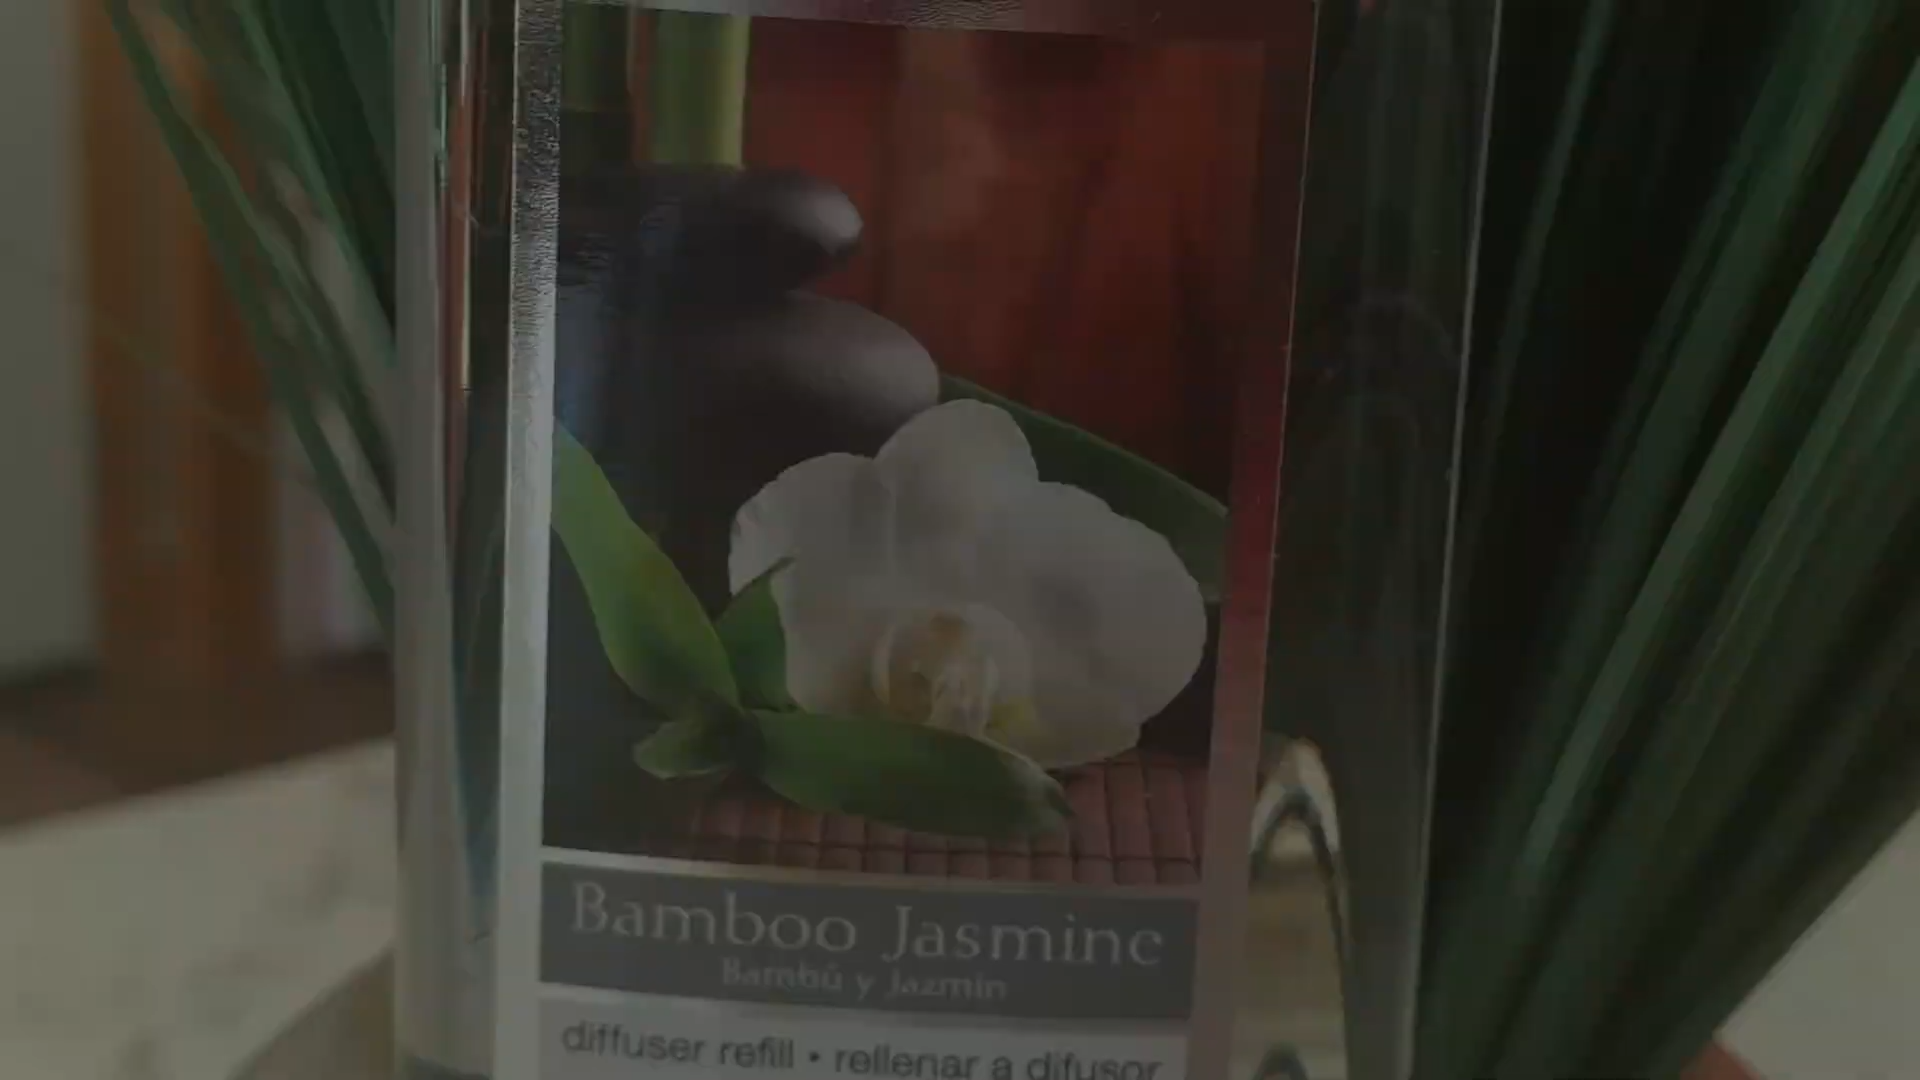 Bamboo Jasmine
Bambú y Jazmín
diffuser refill • rellenar a difusor